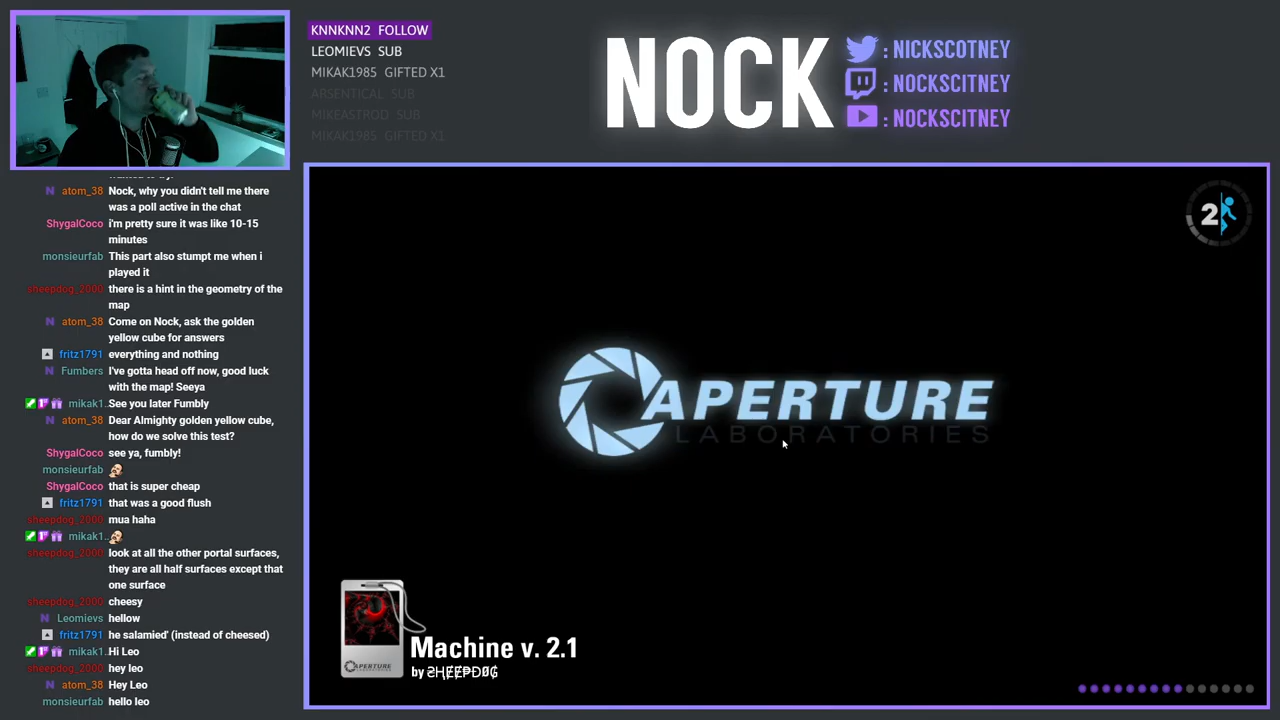 KNNKNN2 FOLLOW
LEOMIEVS SUB
MIKAK1985 GIFTED X1
ARSENTICAL SUB
MIKEASTROD SUB
MIKAK1985 GIFTED X1
NOCK
: NICKSCOTNEY
: NOCKSCITNEY
: NOCKSCITNEY
atom_38 Nock, why you didn't tell me there
was a poll active in the chat
ShygalCoco i'm pretty sure it was like 10-15
minutes
monsieurfab This part also stumpt me when i
played it
sheepdog_2000 there is a hint in the geometry of the
map
atom_38 Come on Nock, ask the golden
yellow cube for answers
fritz1791 everything and nothing
Fumbers I've gotta head off now, good luck
with the map! Seeya
mikak1.. See you later Fumbly
atom_38 Dear Almighty golden yellow cube,
how do we solve this test?
ShygalCoco see ya, fumbly!
monsieurfab
ShygalCoco that is super cheap
fritz1791 that was a good flush
sheepdog_2000 mua haha
mikak1..
sheepdog_2000 look at all the other portal surfaces,
they are all half surfaces except that
one surface
sheepdog_2000 cheesy
Leomievs hellow
fritz1791 he salamied' (instead of cheesed)
mikak1.. Hi Leo
sheepdog_2000 hey leo
atom_38 Hey Leo
monsieurfab hello leo
2
APERTURE
LABORATORIES
APERTURE
Machine v. 2.1
by ₴ⱧɆɆ₱ĐØ₲